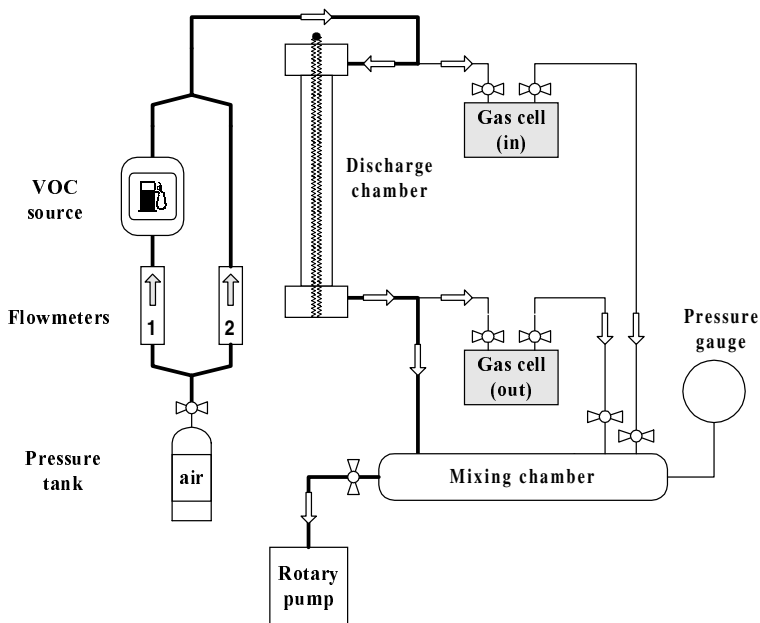 Gas cell
(in)
Discharge
chamber
VOC
source
Flowmeters
1
2
Pressure
gauge
Gas cell
(out)
Pressure
tank
air
Mixing chamber
Rotary
pump